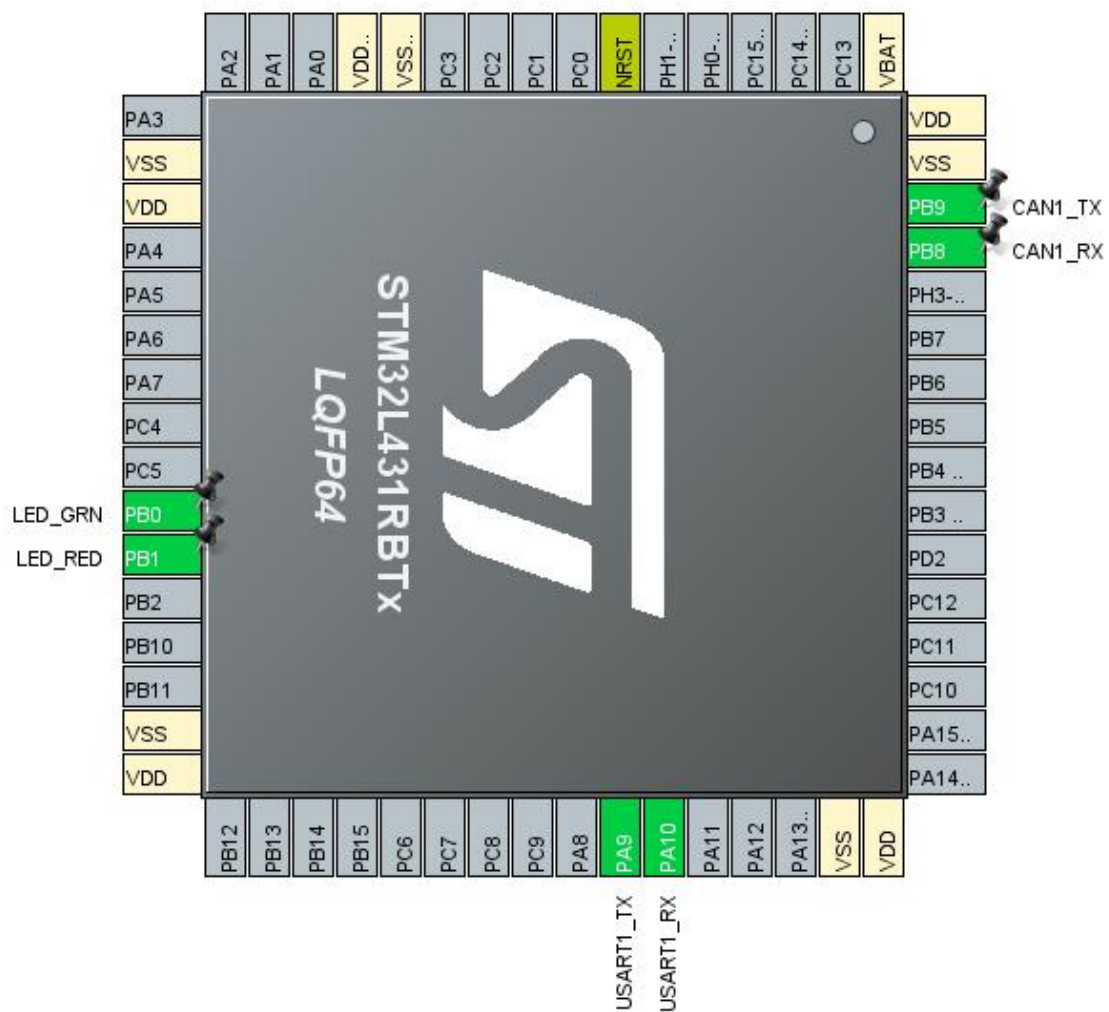 PA2
PA1
PA0
VDD..
VSS..
PC3
PC2
PC1
PC0
NRST
PH1-..
PH0-..
PC15..
PC14..
PC13
VBAT
PA3
VSS
VDD
PA4
PA5
PA6
PA7
PC4
PC5
LED_GRN PB0
LED_RED PB1
PB2
PB10
PB11
VSS
VDD
STM32L431RBTx
LQFP64
VDD
VSS
PB9 CAN1_TX
PB8 CAN1_RX
PH3-..
PB7
PB6
PB5
PB4 ..
PB3 ..
PD2
PC12
PC11
PC10
PA15..
PA14..
PB12
PB13
PB14
PB15
PC6
PC7
PC8
PC9
PA8
PA9
PA10
PA11
PA12
PA13..
VSS
VDD
USART1_TX
USART1_RX